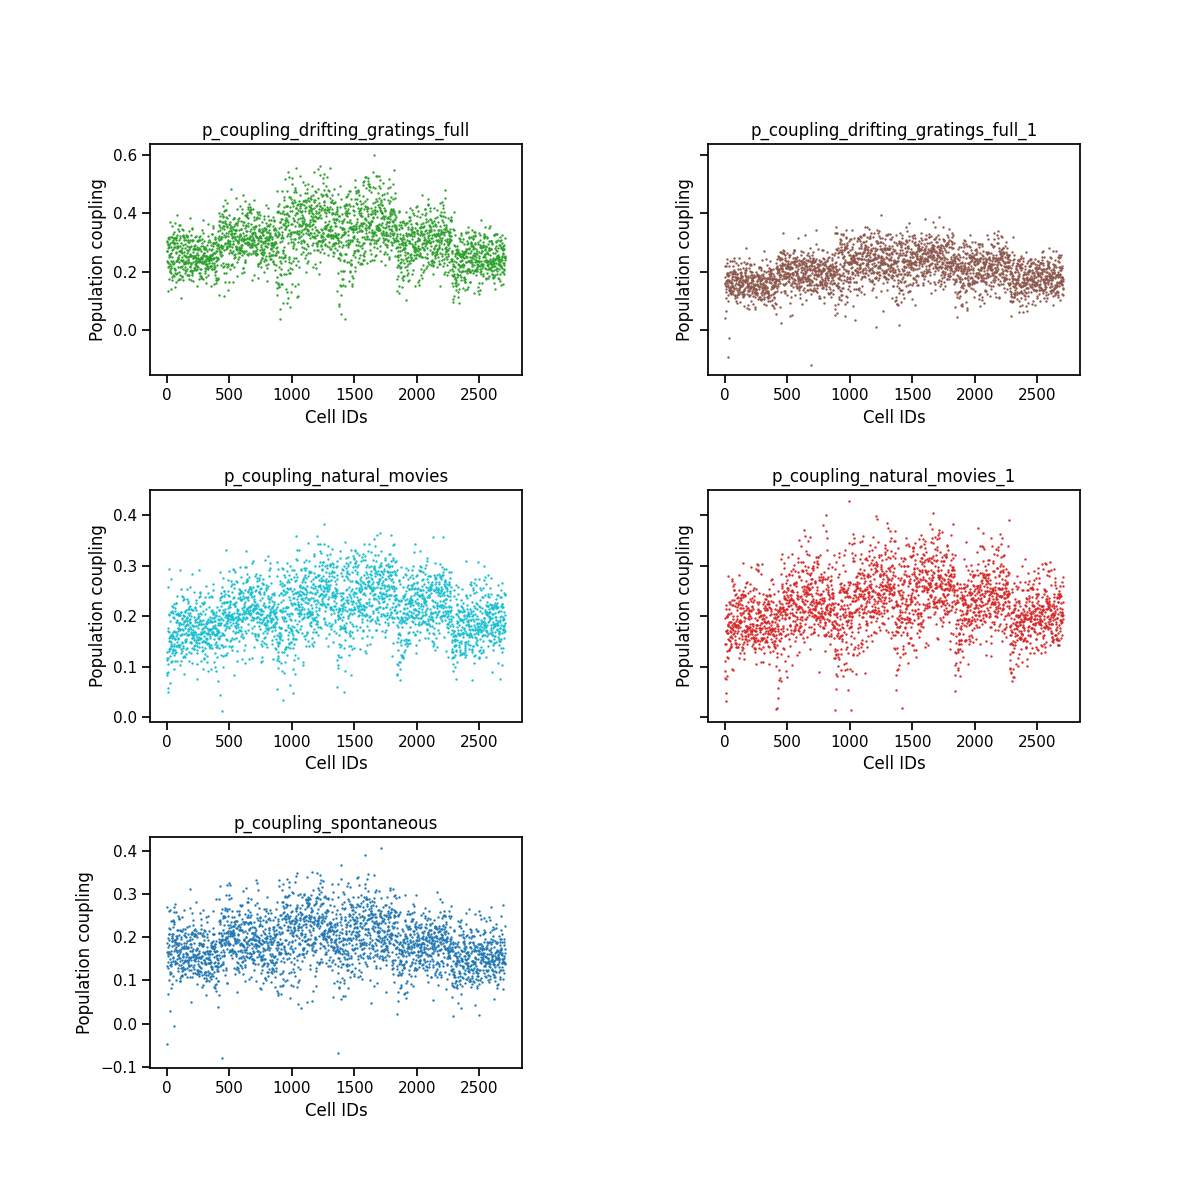 p_coupling_drifting_gratings_full
p_coupling_drifting_gratings_full_1
Population coupling
0.6
0.4
0.2
0.0
0 500 1000 1500 2000 2500
Cell IDs
Population coupling
0 500 1000 1500 2000 2500
Cell IDs
p_coupling_natural_movies
p_coupling_natural_movies_1
Population coupling
0.4
0.3
0.2
0.1
0.0
0 500 1000 1500 2000 2500
Cell IDs
Population coupling
0 500 1000 1500 2000 2500
Cell IDs
p_coupling_spontaneous
Population coupling
0.4
0.3
0.2
0.1
0.0
−0.1
0 500 1000 1500 2000 2500
Cell IDs